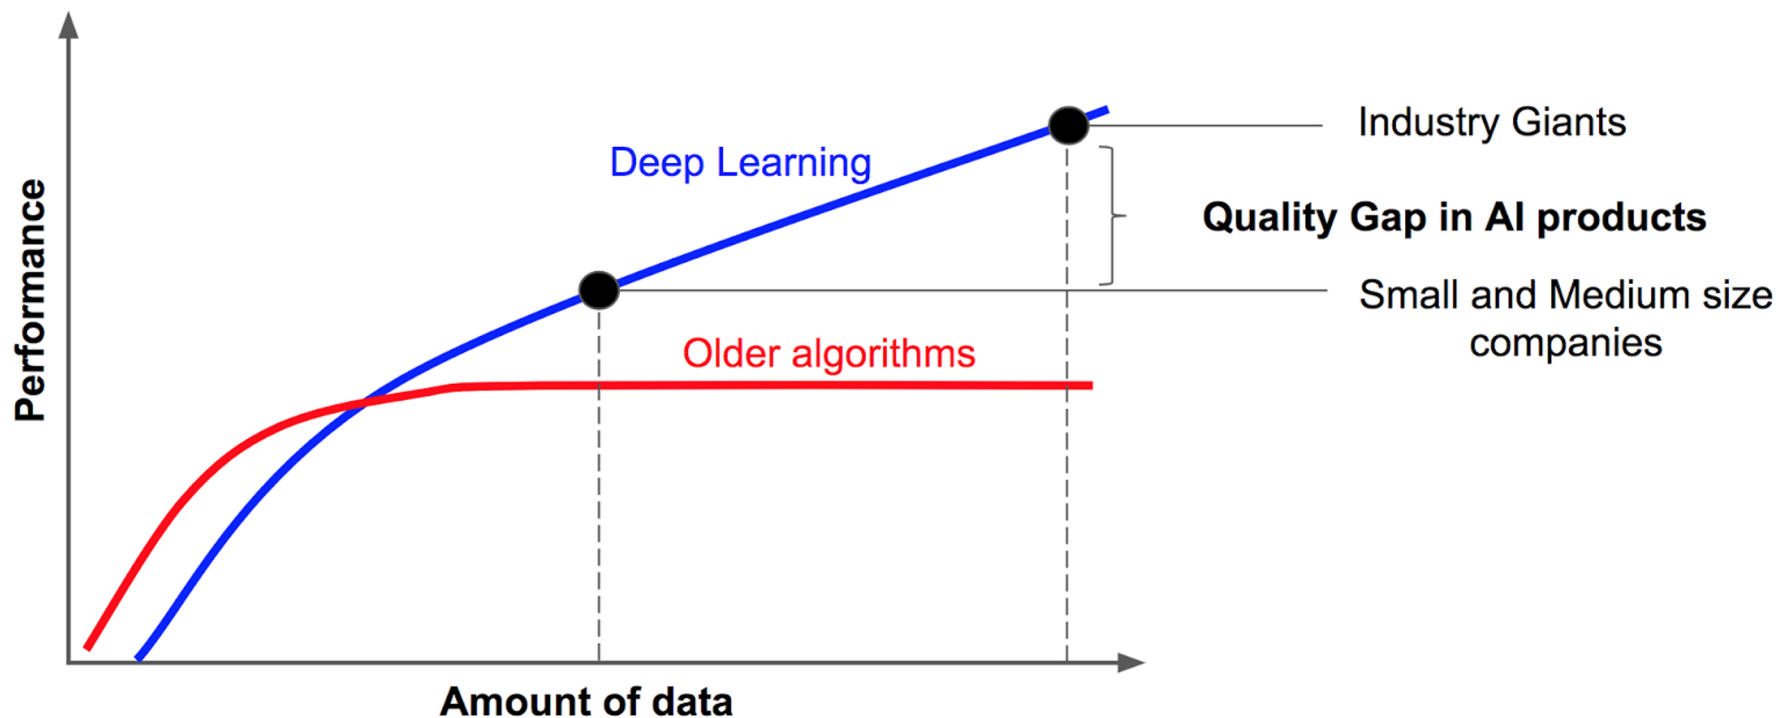 Industry Giants
Deep Learning
Quality Gap in AI products
Small and Medium size
companies
Older algorithms
Performance
Amount of data